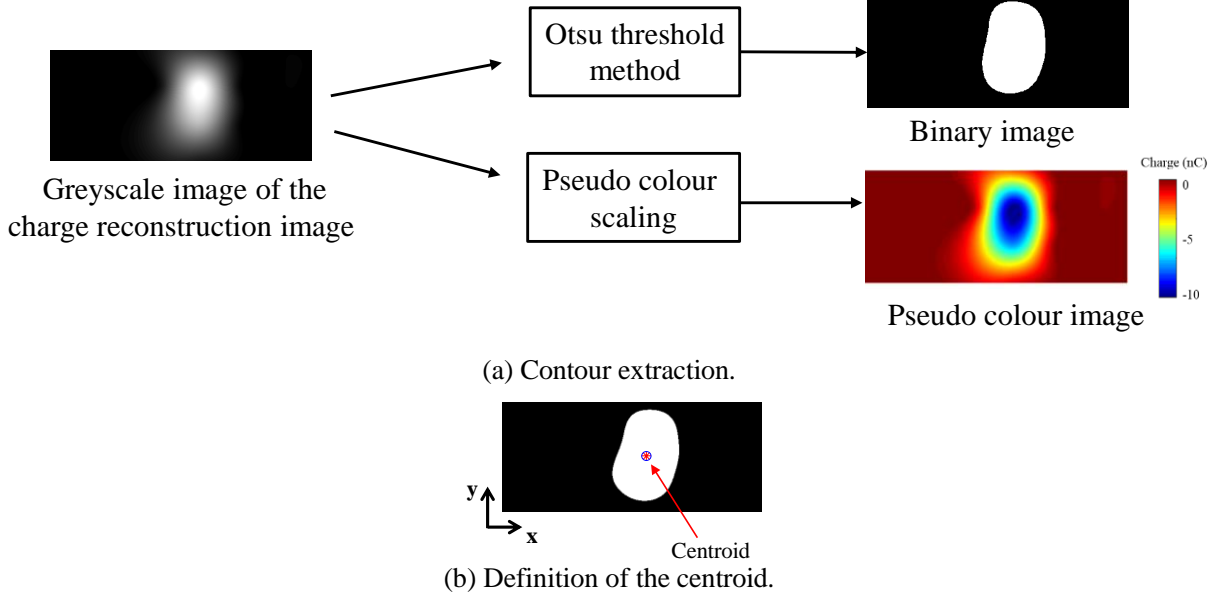 Otsu threshold
method
Binary image
Greyscale image of the
charge reconstruction image
Pseudo colour
scaling
Charge (nC)
0
-5
-10
Pseudo colour image
(a) Contour extraction.
y
x
Centroid
(b) Definition of the centroid.